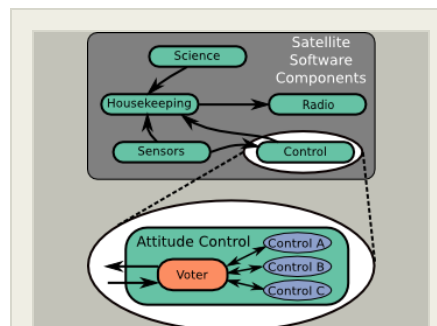 Satellite
Software
Components
Science
Housekeeping
Radio
Sensors
Control
Attitude Control
Voter
Control A
Control B
Control C